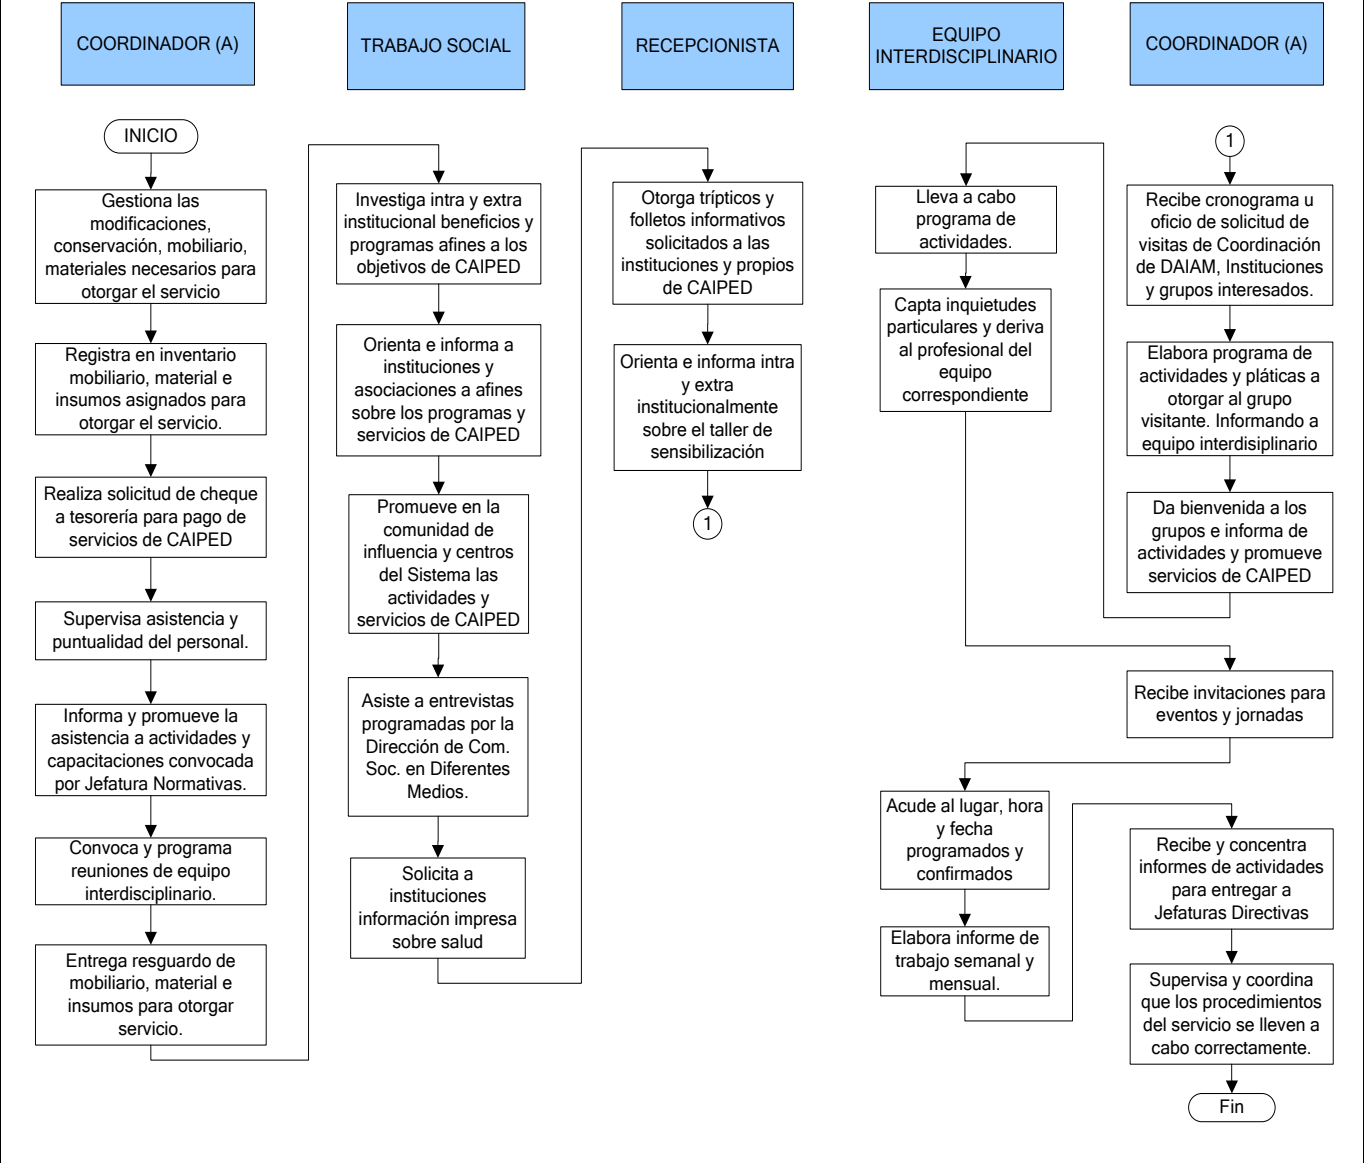 COORDINADOR (A)
INICIO
Gestiona las
modificaciones,
conservación, mobiliario,
materiales necesarios para
otorgar el servicio
Registra en inventario
mobiliario, material e
insumos asignados para
otorgar el servicio.
Realiza solicitud de cheque
a tesorería para pago de
servicios de CAIPED
Supervisa asistencia y
puntualidad del personal.
Informa y promueve la
asistencia a actividades y
capacitaciones convocada
por Jefatura Normativas.
Convoca y programa
reuniones de equipo
interdisciplinario.
Entrega resguardo de
mobiliario, material e
insumos para otorgar
servicio.
TRABAJO SOCIAL
Investiga intra y extra
institucional beneficios y
programas afines a los
objetivos de CAIPED
Orienta e informa a
instituciones y
asociaciones a afines
sobre los programas y
servicios de CAIPED
Promueve en la
comunidad de
influencia y centros
del Sistema las
actividades y
servicios de CAIPED
Asiste a entrevistas
programadas por la
Dirección de Com.
Soc. en Diferentes
Medios.
Solicita a
instituciones
información impresa
sobre salud
RECEPCIONISTA
Otorga trípticos y
folletos informativos
solicitados a las
instituciones y propios
de CAIPED
Orienta e informa intra
y extra
institucionalmente
sobre el taller de
sensibilización
1
EQUIPO
INTERDISCIPLINARIO
Lleva a cabo
programa de
actividades.
Capta inquietudes
particulares y deriva
al profesional del
equipo
correspondiente
Acude al lugar, hora
y fecha
programados y
confirmados
Elabora informe de
trabajo semanal y
mensual.
COORDINADOR (A)
1
Recibe cronograma u
oficio de solicitud de
visitas de Coordinación
de DAIAM, Instituciones
y grupos interesados.
Elabora programa de
actividades y pláticas a
otorgar al grupo
visitante. Informando a
equipo interdisiplinario
Da bienvenida a los
grupos e informa de
actividades y promueve
servicios de CAIPED
Recibe invitaciones para
eventos y jornadas
Recibe y concentra
informes de actividades
para entregar a
Jefaturas Directivas
Supervisa y coordina
que los procedimientos
del servicio se lleven a
cabo correctamente.
Fin